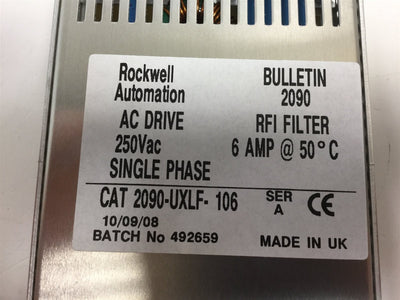 Rockwell Automation BULLETIN 2090
AC DRIVE RFI FILTER
250Vac 6 AMP @ 50°C
SINGLE PHASE
CAT 2090-UXLF- 106 SER A CE
10/09/08
BATCH No 492659 MADE IN UK